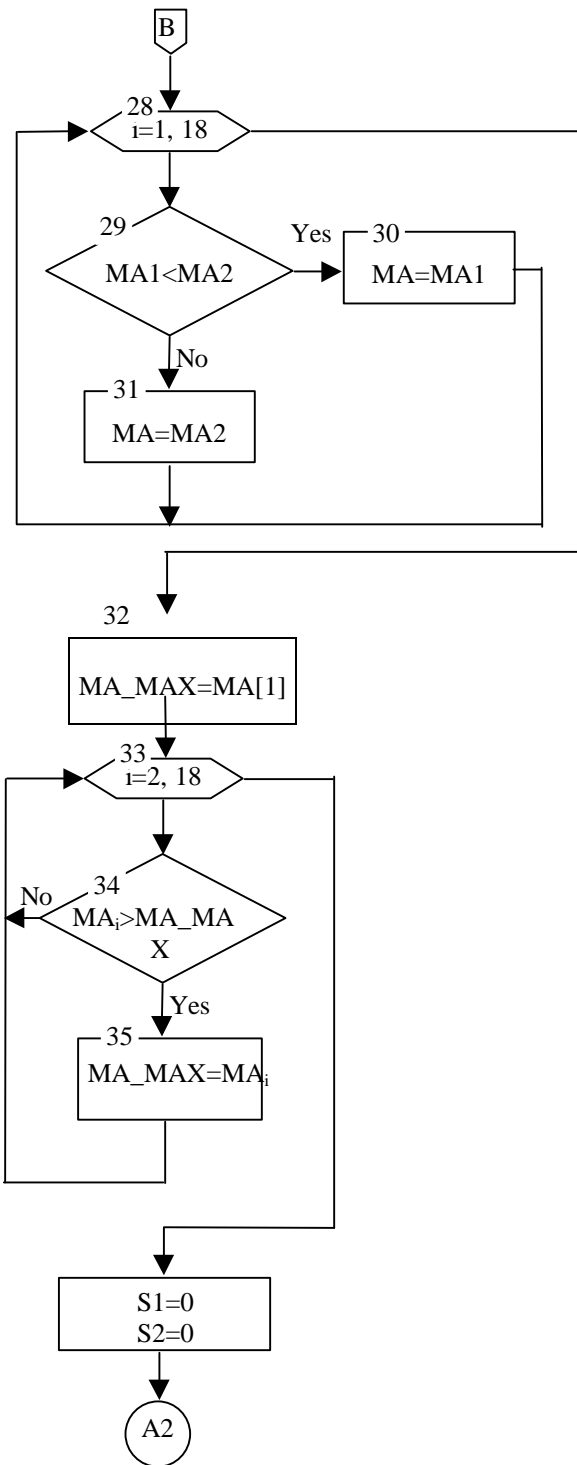 B
28
i=1, 18
29
Yes
30
MA1<MA2
MA=MA1
No
31
MA=MA2
32
MA_MAX=MA[1]
33
i=2, 18
No
34
MAi>MA_MA
X
Yes
35
MA_MAX=MAi
S1=0
S2=0
A2